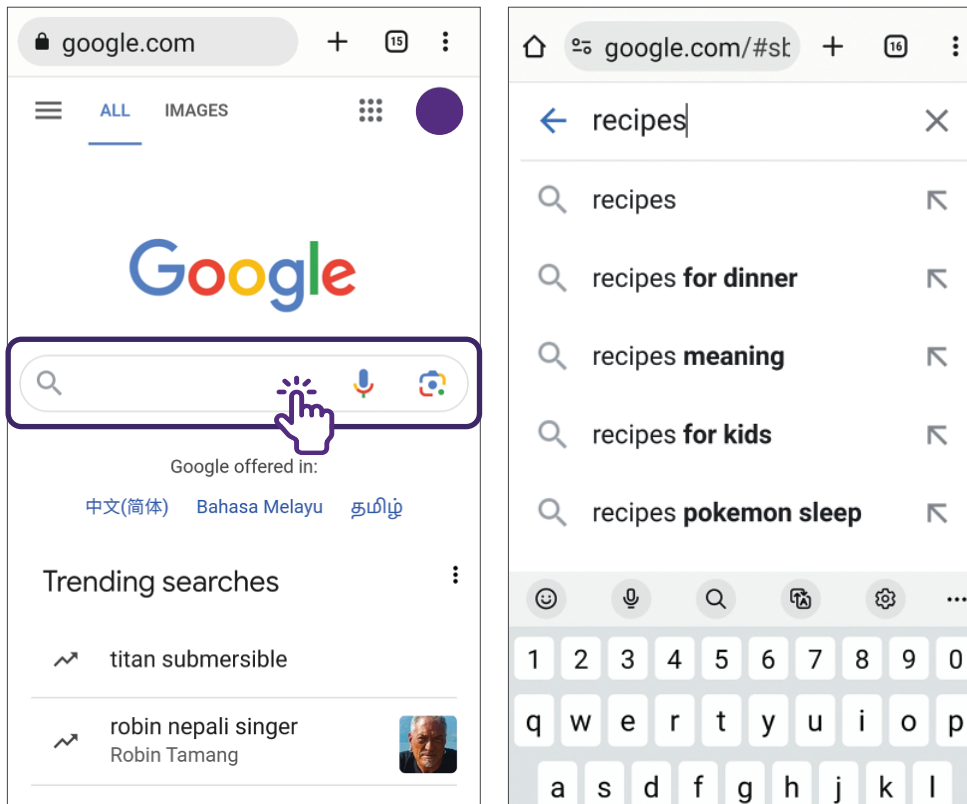 google.com
15
ALL IMAGES
Google
Google offered in:
中文(简体) Bahasa Melayu தமிழ்
Trending searches
titan submersible
robin nepali singer
Robin Tamang
google.com/#sb
16
recipes
recipes
recipes for dinner
recipes meaning
recipes for kids
recipes pokemon sleep
1 2 3 4 5 6 7 8 9 0
q w e r t y u i o p
a s d f g h j k l